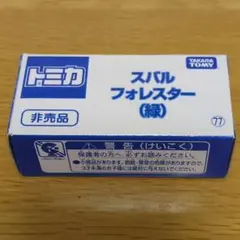 トミカ
スバル
フォレスター
(緑)
TAKARA
TOMY
非売品
77
警告(けいこく)
保護者の方へ 必ずお読みください。